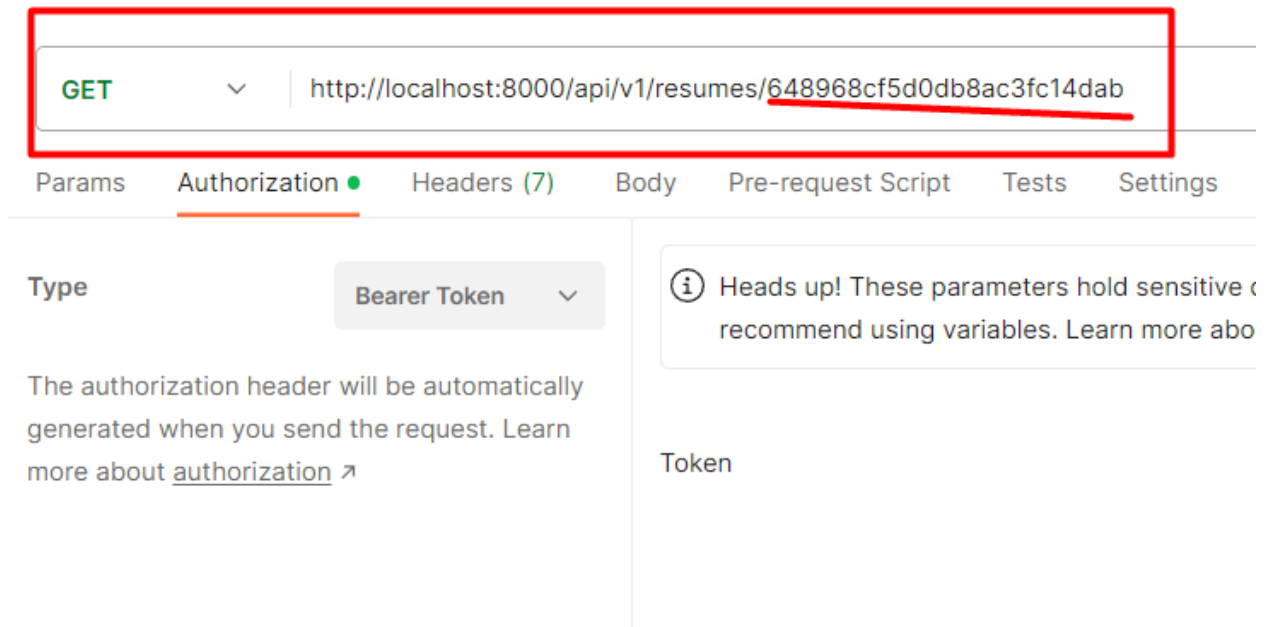 GET http://localhost:8000/api/v1/resumes/648968cf5d0db8ac3fc14dab
Params Authorization Headers (7) Body Pre-request Script Tests Settings
Type Bearer Token
The authorization header will be automatically
generated when you send the request. Learn
more about authorization ↗
Heads up! These parameters hold sensitive
recommend using variables. Learn more abo
Token